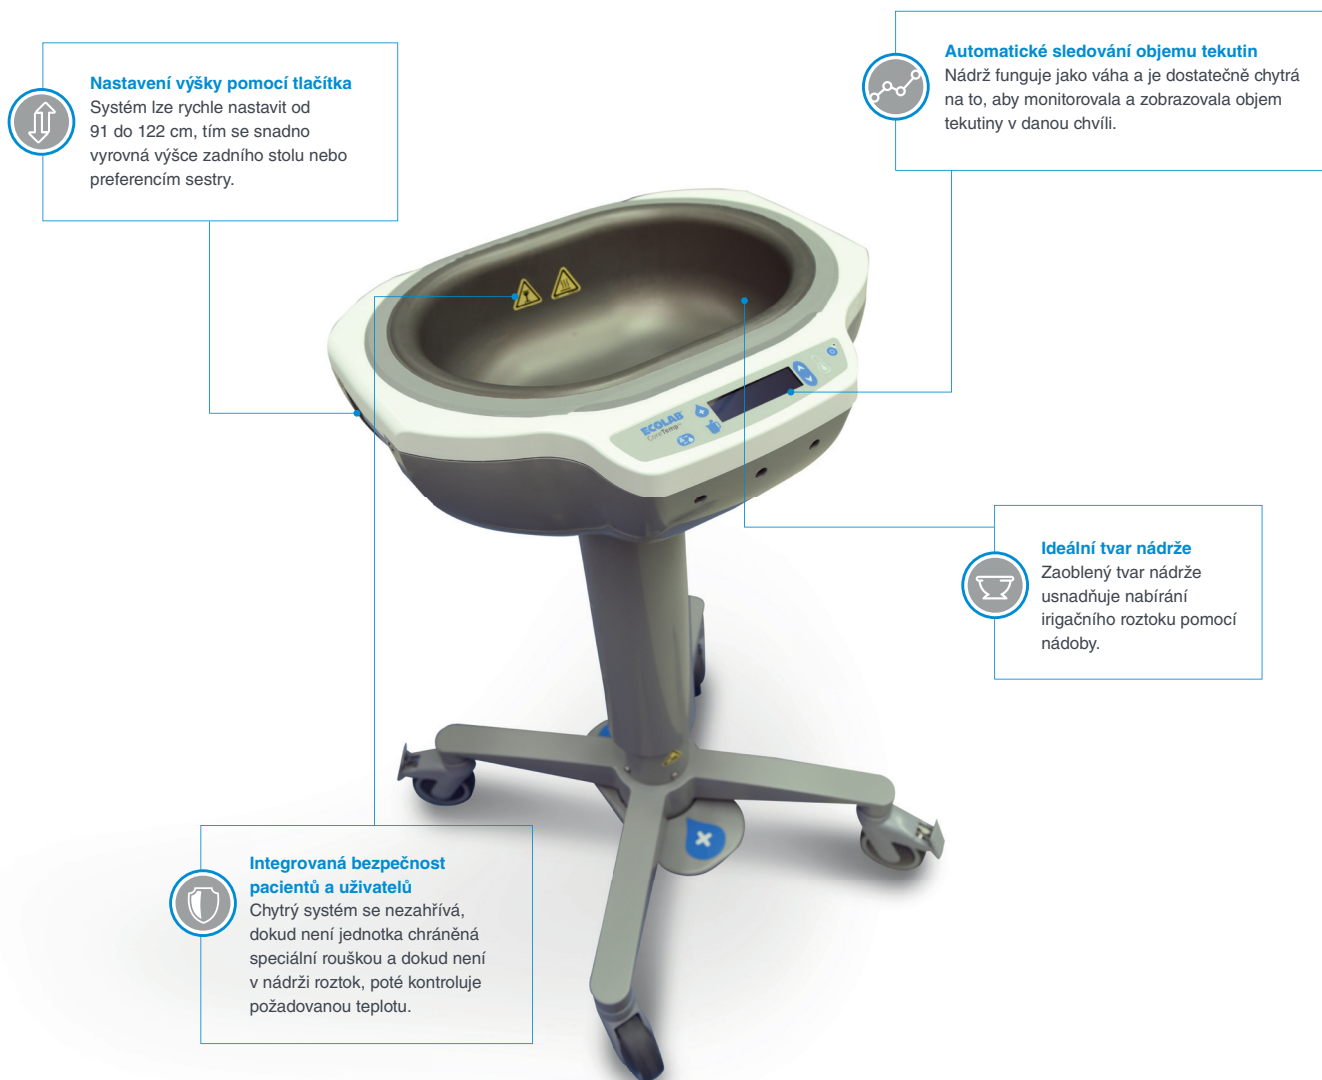 Nastavení výšky pomocí tlačítka
Systém lze rychle nastavit od
91 do 122 cm, tím se snadno
vyrovná výšce zadního stolu nebo
preferencím sestry.
Automatické sledování objemu tekutin
Nádrž funguje jako váha a je dostatečně chytrá
na to, aby monitorovala a zobrazovala objem
tekutiny v danou chvíli.
ECOLAB
CoreTemp™
Ideální tvar nádrže
Zaoblený tvar nádrže
usnadňuje nabírání
irigačního roztoku pomocí
nádoby.
Integrovaná bezpečnost
pacientů a uživatelů
Chytrý systém se nezahřívá,
dokud není jednotka chráněná
speciální rouškou a dokud není
v nádrži roztok, poté kontroluje
požadovanou teplotu.